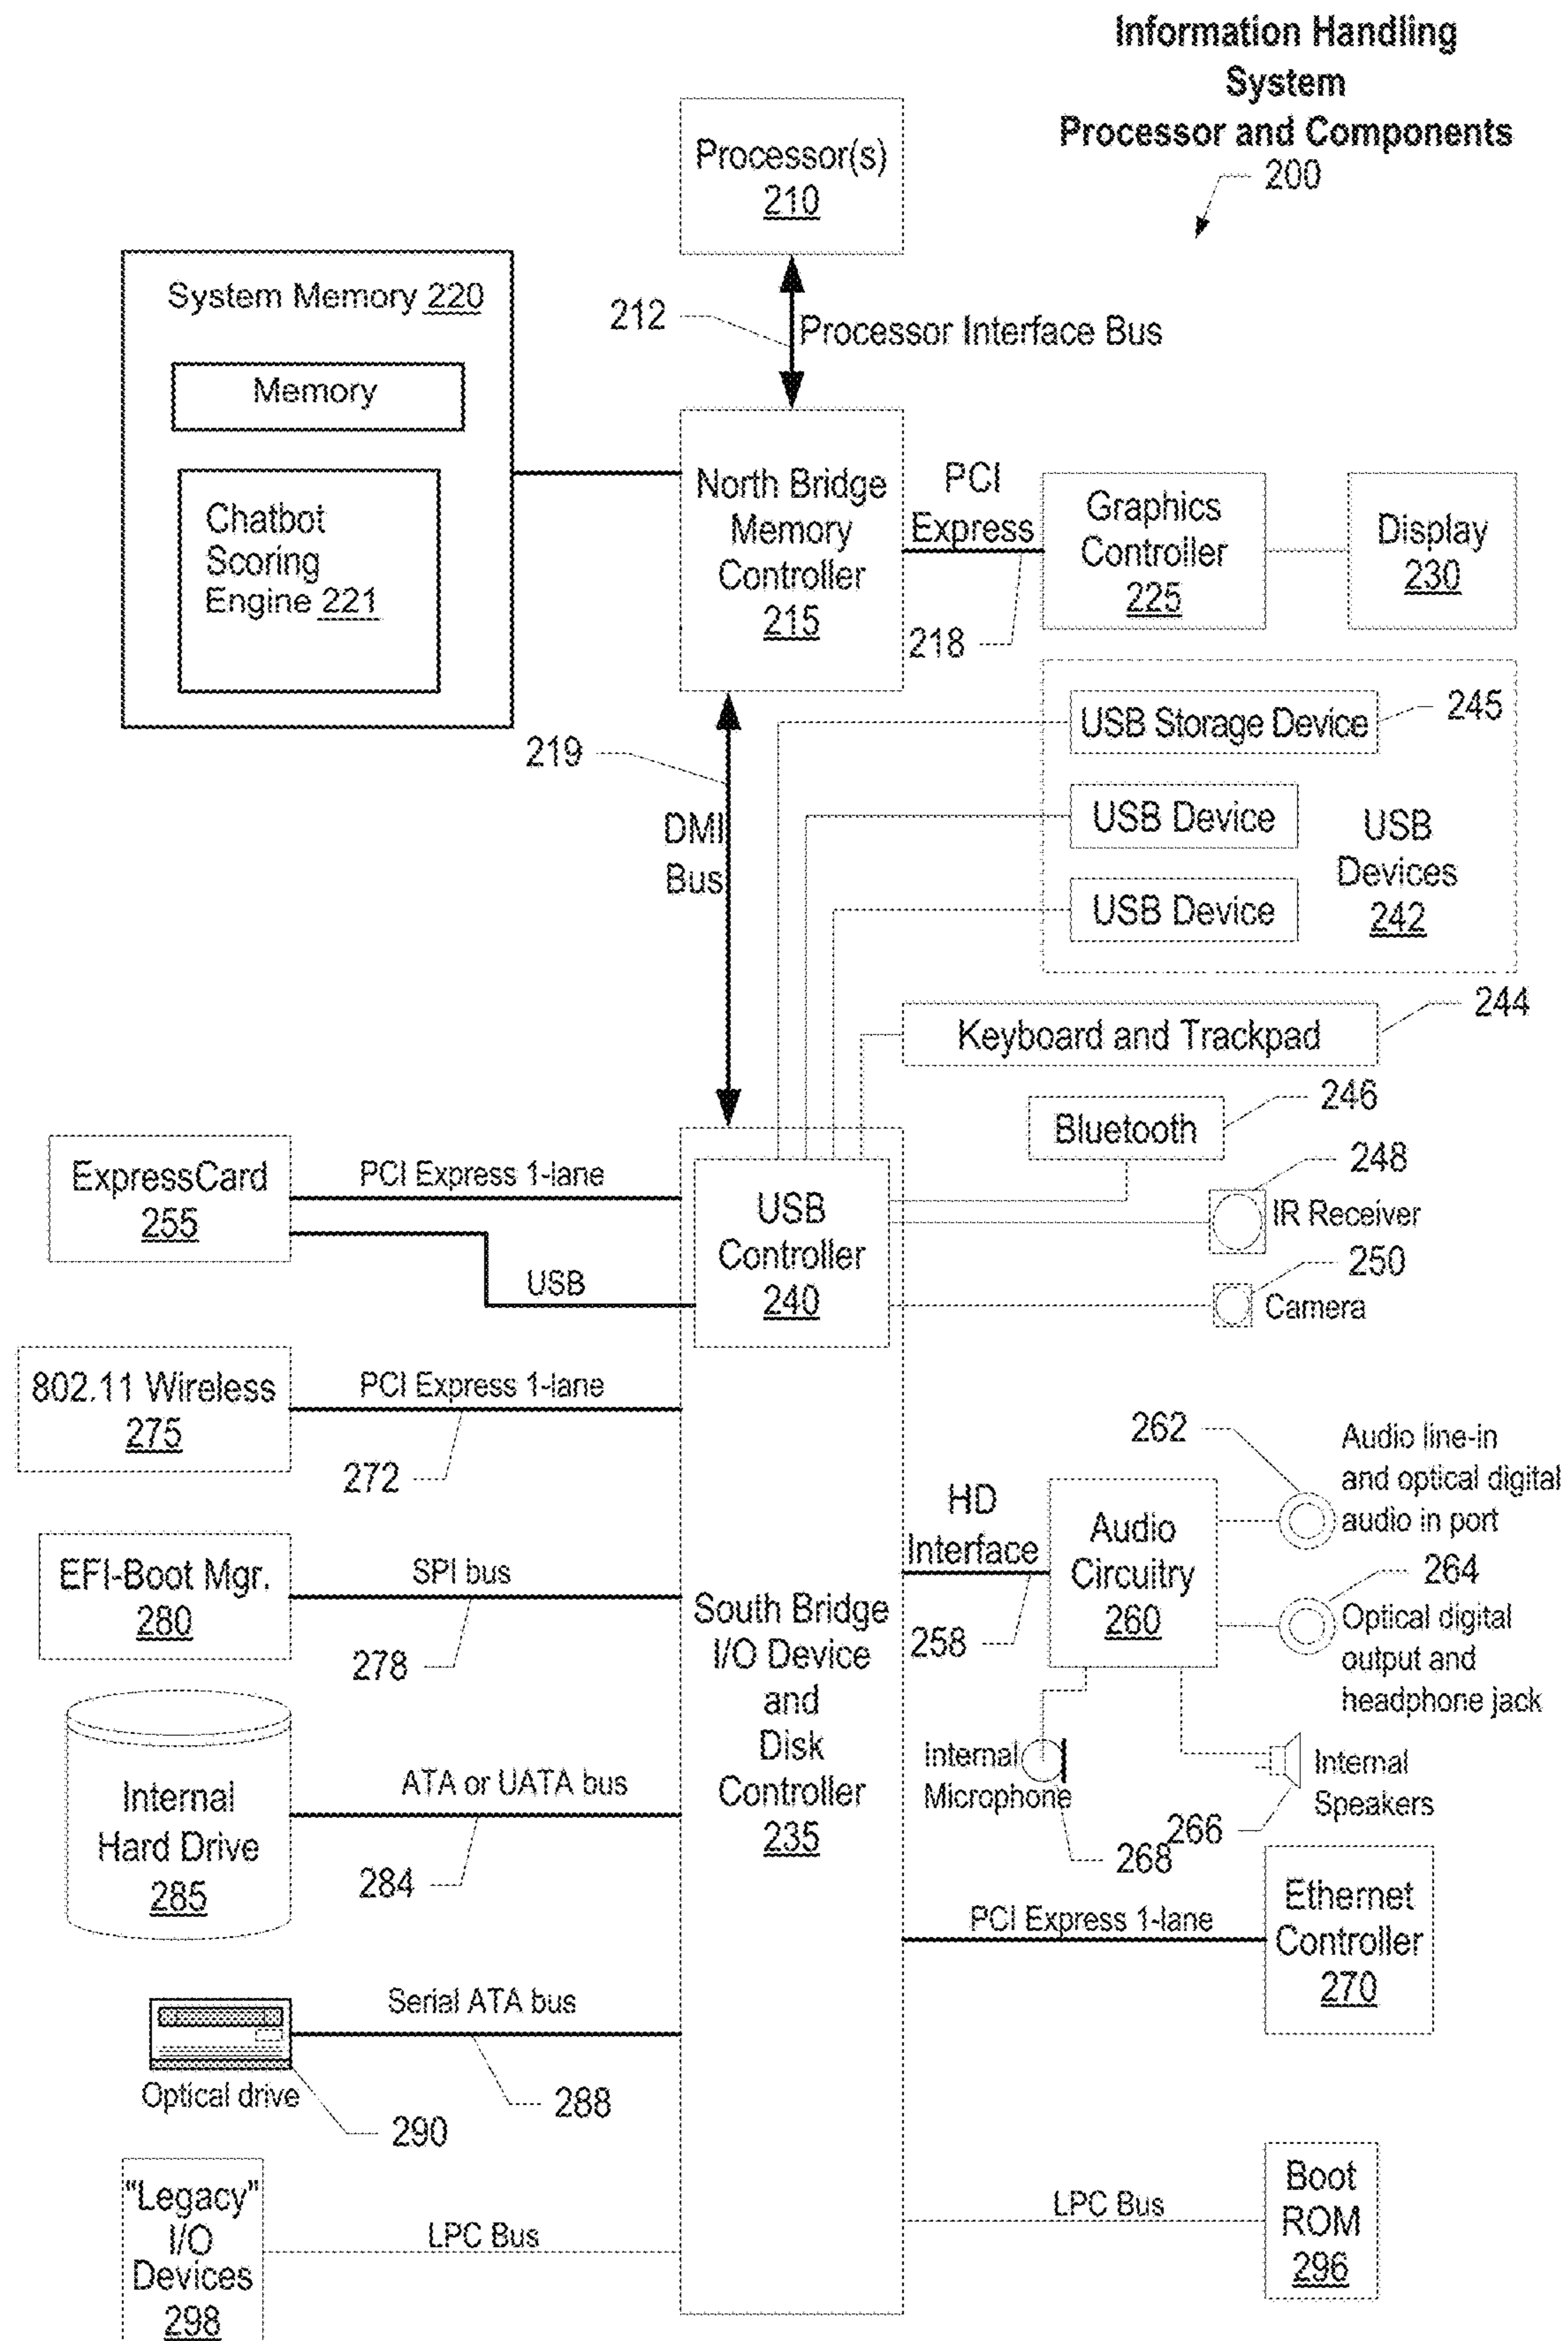 Information Handling
System
Processor and Components
200
Processor(s)
210
212
Processor Interface Bus
System Memory 220
Memory
Chatbot
Scoring
Engine 221
North Bridge
Memory
Controller
215
PCI
Express
218
Graphics
Controller
225
Display
230
219
DMI
Bus
USB Storage Device
245
USB Device
USB Device
USB
Devices
242
Keyboard and Trackpad
244
Bluetooth
246
248
IR Receiver
250
Camera
ExpressCard
255
PCI Express 1-lane
USB
USB
Controller
240
802.11 Wireless
275
PCI Express 1-lane
272
EFI-Boot Mgr.
280
SPI bus
278
South Bridge
I/O Device
and
Disk
Controller
235
HD
Interface
258
Audio
Circuitry
260
262
Audio line-in
and optical digital
audio in port
264
Optical digital
output and
headphone jack
Internal
Microphone
268
Internal
Speakers
266
Internal
Hard Drive
285
ATA or UATA bus
284
PCI Express 1-lane
Ethernet
Controller
270
Serial ATA bus
288
Optical drive
290
"Legacy"
I/O
Devices
298
LPC Bus
LPC Bus
Boot
ROM
296